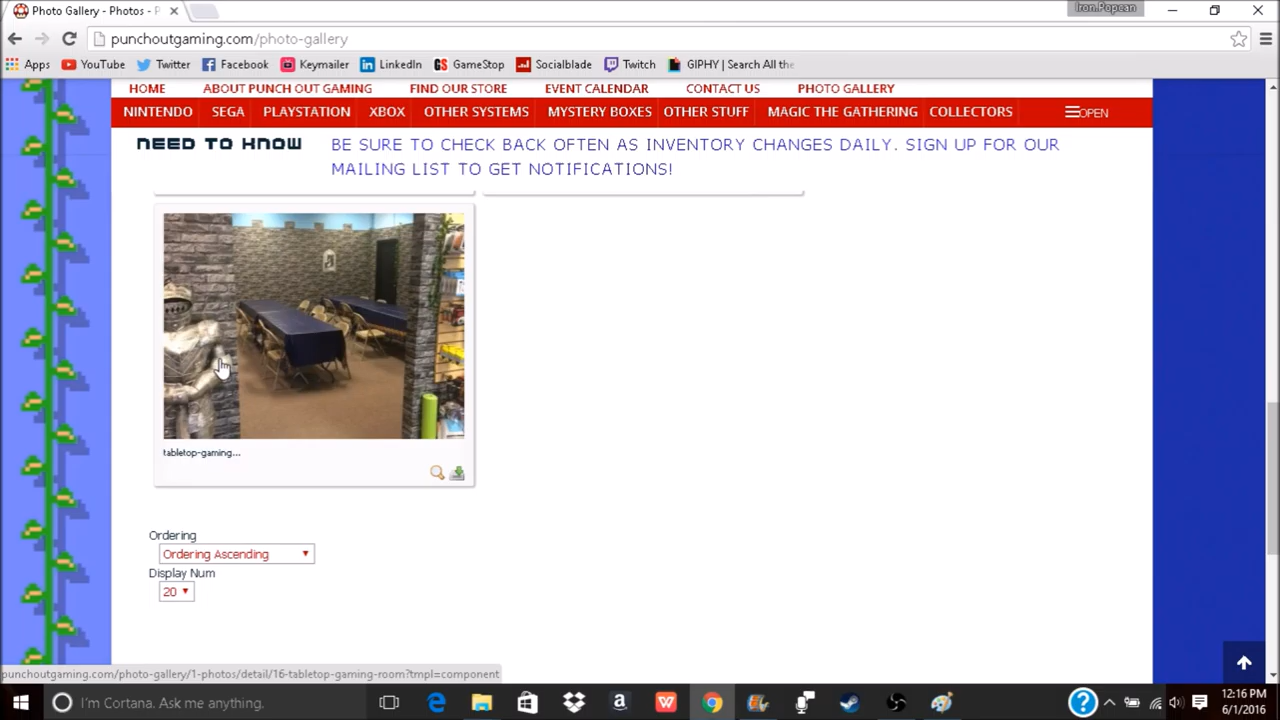 Photo Gallery - Photos - P
Iron.Popcan
punchoutgaming.com/photo-gallery
Apps YouTube Twitter Facebook Keymailer LinkedIn GameStop Socialblade Twitch GIPHY | Search All the
HOME ABOUT PUNCH OUT GAMING FIND OUR STORE EVENT CALENDAR CONTACT US PHOTO GALLERY
NINTENDO SEGA PLAYSTATION XBOX OTHER SYSTEMS MYSTERY BOXES OTHER STUFF MAGIC THE GATHERING COLLECTORS OPEN
NEED TO KNOW
BE SURE TO CHECK BACK OFTEN AS INVENTORY CHANGES DAILY. SIGN UP FOR OUR
MAILING LIST TO GET NOTIFICATIONS!
tabletop-gaming...
Ordering
Ordering Ascending
Display Num
20
punchoutgaming.com/photo-gallery/1-photos/detail/16-tabletop-gaming-room?tmpl=component
I'm Cortana. Ask me anything.
12:16 PM
6/1/2016